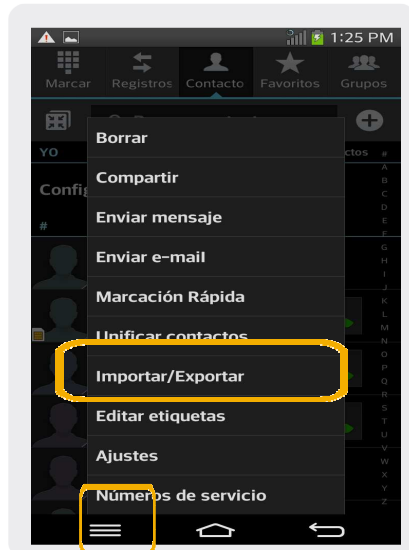 1:25 PM
Marcar Registros Contacto Favoritos Grupos
Borrar
YO ctos #
Compartir
Config
Enviar mensaje
#
Enviar e-mail
Marcación Rápida
Unificar contactos
Importar/Exportar
Editar etiquetas
Ajustes
Números de servicio
A
B
C
D
E
F
G
H
I
J
K
L
M
N
O
P
Q
R
S
T
U
V
W
X
Y
Z